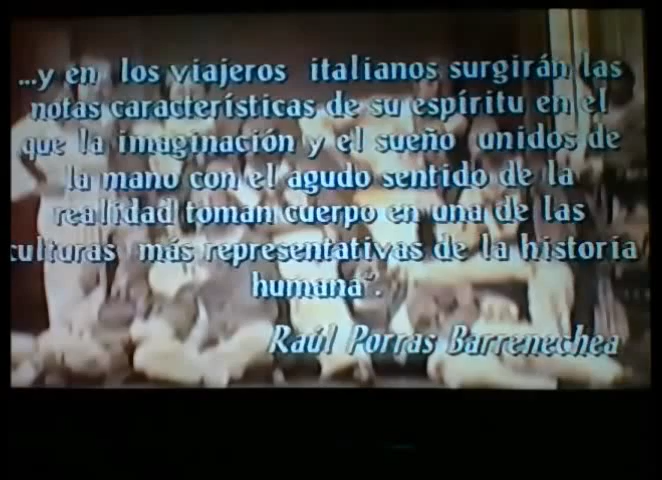 ...y en los viajeros italianos surgirán las
notas características de su espíritu en el
que la imaginación y el sueño unidos de
la mano con el agudo sentido de la
realidad toman cuerpo en una de las
culturas más representativas de la historia
humana".
Raúl Porras Barrenechea